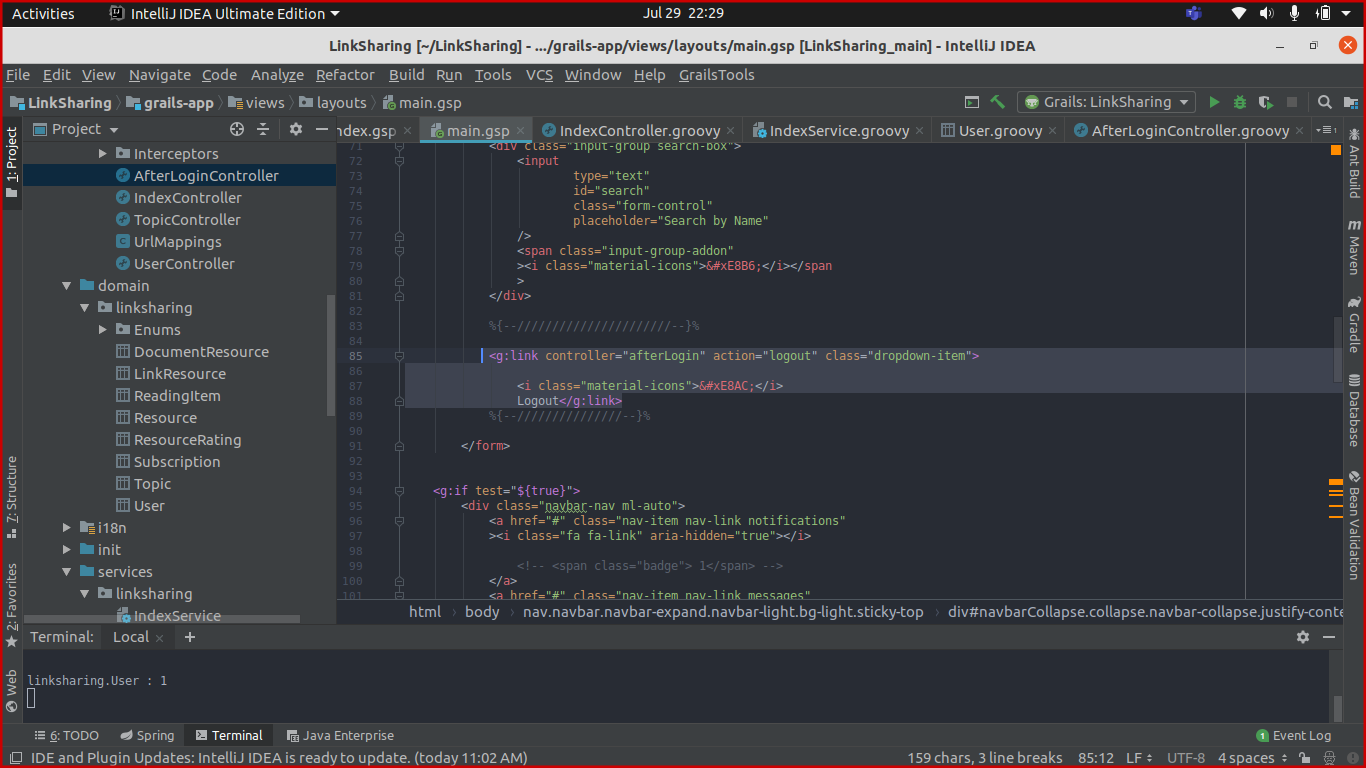 Activities IntelliJ IDEA Ultimate Edition Jul 29 22:29
LinkSharing [~/LinkSharing] - .../grails-app/views/layouts/main.gsp [LinkSharing_main] - IntelliJ IDEA
File Edit View Navigate Code Analyze Refactor Build Run Tools VCS Window Help GrailsTools
LinkSharing grails-app views layouts main.gsp Grails: LinkSharing
Project
ndex.gsp main.gsp IndexController.groovy IndexService.groovy User.groovy AfterLoginController.groovy
1: Project
7: Structure
2: Favorites
Web
Interceptors
AfterLoginController
IndexController
TopicController
UrlMappings
UserController
domain
linksharing
Enums
DocumentResource
LinkResource
ReadingItem
Resource
ResourceRating
Subscription
Topic
User
i18n
init
services
linksharing
IndexService
71 <div class="input-group search-box">
72 <input
73 type="text"
74 id="search"
75 class="form-control"
76 placeholder="Search by Name"
77 />
78 <span class="input-group-addon"
79 ><i class="material-icons">&#xE8B6;</i></span
80 >
81 </div>
82
83 %{--//////////////////////--}%
84
85 <g:link controller="afterLogin" action="logout" class="dropdown-item">
86
87 <i class="material-icons">&#xE8AC;</i>
88 Logout</g:link>
89 %{--///////////////--}%
90
91 </form>
92
93
94 <g:if test="${true}">
95 <div class="navbar-nav ml-auto">
96 <a href="#" class="nav-item nav-link notifications"
97 ><i class="fa fa-link" aria-hidden="true"></i>
98
99 <!-- <span class="badge"> 1</span> -->
100 </a>
101 <a href="#" class="nav-item nav-link messages"
html body nav.navbar.navbar-expand.navbar-light.bg-light.sticky-top div#navbarCollapse.collapse.navbar-collapse.justify-conte
Ant Build
Maven
Gradle
Database
Bean Validation
Terminal: Local
linksharing.User : 1
6: TODO Spring Terminal Java Enterprise 1 Event Log
IDE and Plugin Updates: IntelliJ IDEA is ready to update. (today 11:02 AM) 159 chars, 3 line breaks 85:12 LF UTF-8 4 spaces